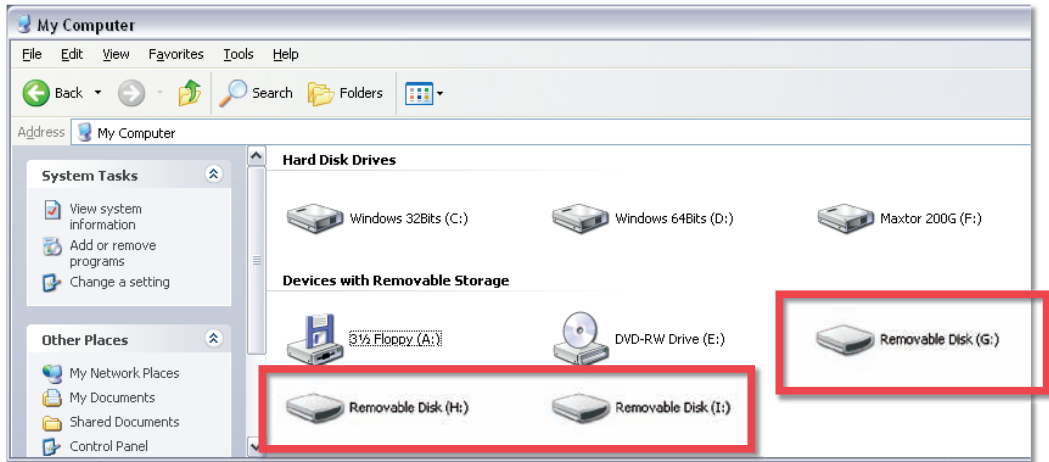 My Computer
File Edit View Favorites Tools Help
Back Search Folders
Address My Computer
System Tasks
View system
information
Add or remove
programs
Change a setting
Other Places
My Network Places
My Documents
Shared Documents
Control Panel
Hard Disk Drives
Windows 32Bits (C:) Windows 64Bits (D:) Maxtor 200G (F:)
Devices with Removable Storage
3½ Floppy (A:) DVD-RW Drive (E:) Removable Disk (G:)
Removable Disk (H:) Removable Disk (I:)